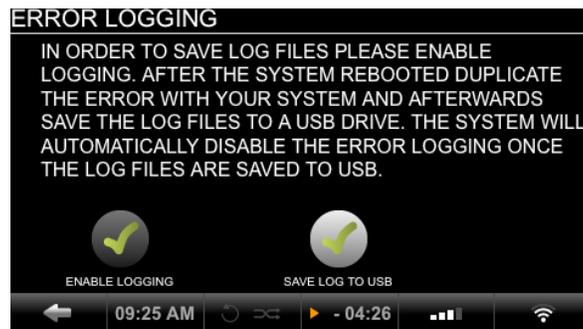 ERROR LOGGING
IN ORDER TO SAVE LOG FILES PLEASE ENABLE
LOGGING. AFTER THE SYSTEM REBOOTED DUPLICATE
THE ERROR WITH YOUR SYSTEM AND AFTERWARDS
SAVE THE LOG FILES TO A USB DRIVE. THE SYSTEM WILL
AUTOMATICALLY DISABLE THE ERROR LOGGING ONCE
THE LOG FILES ARE SAVED TO USB.
ENABLE LOGGING SAVE LOG TO USB
09:25 AM - 04:26